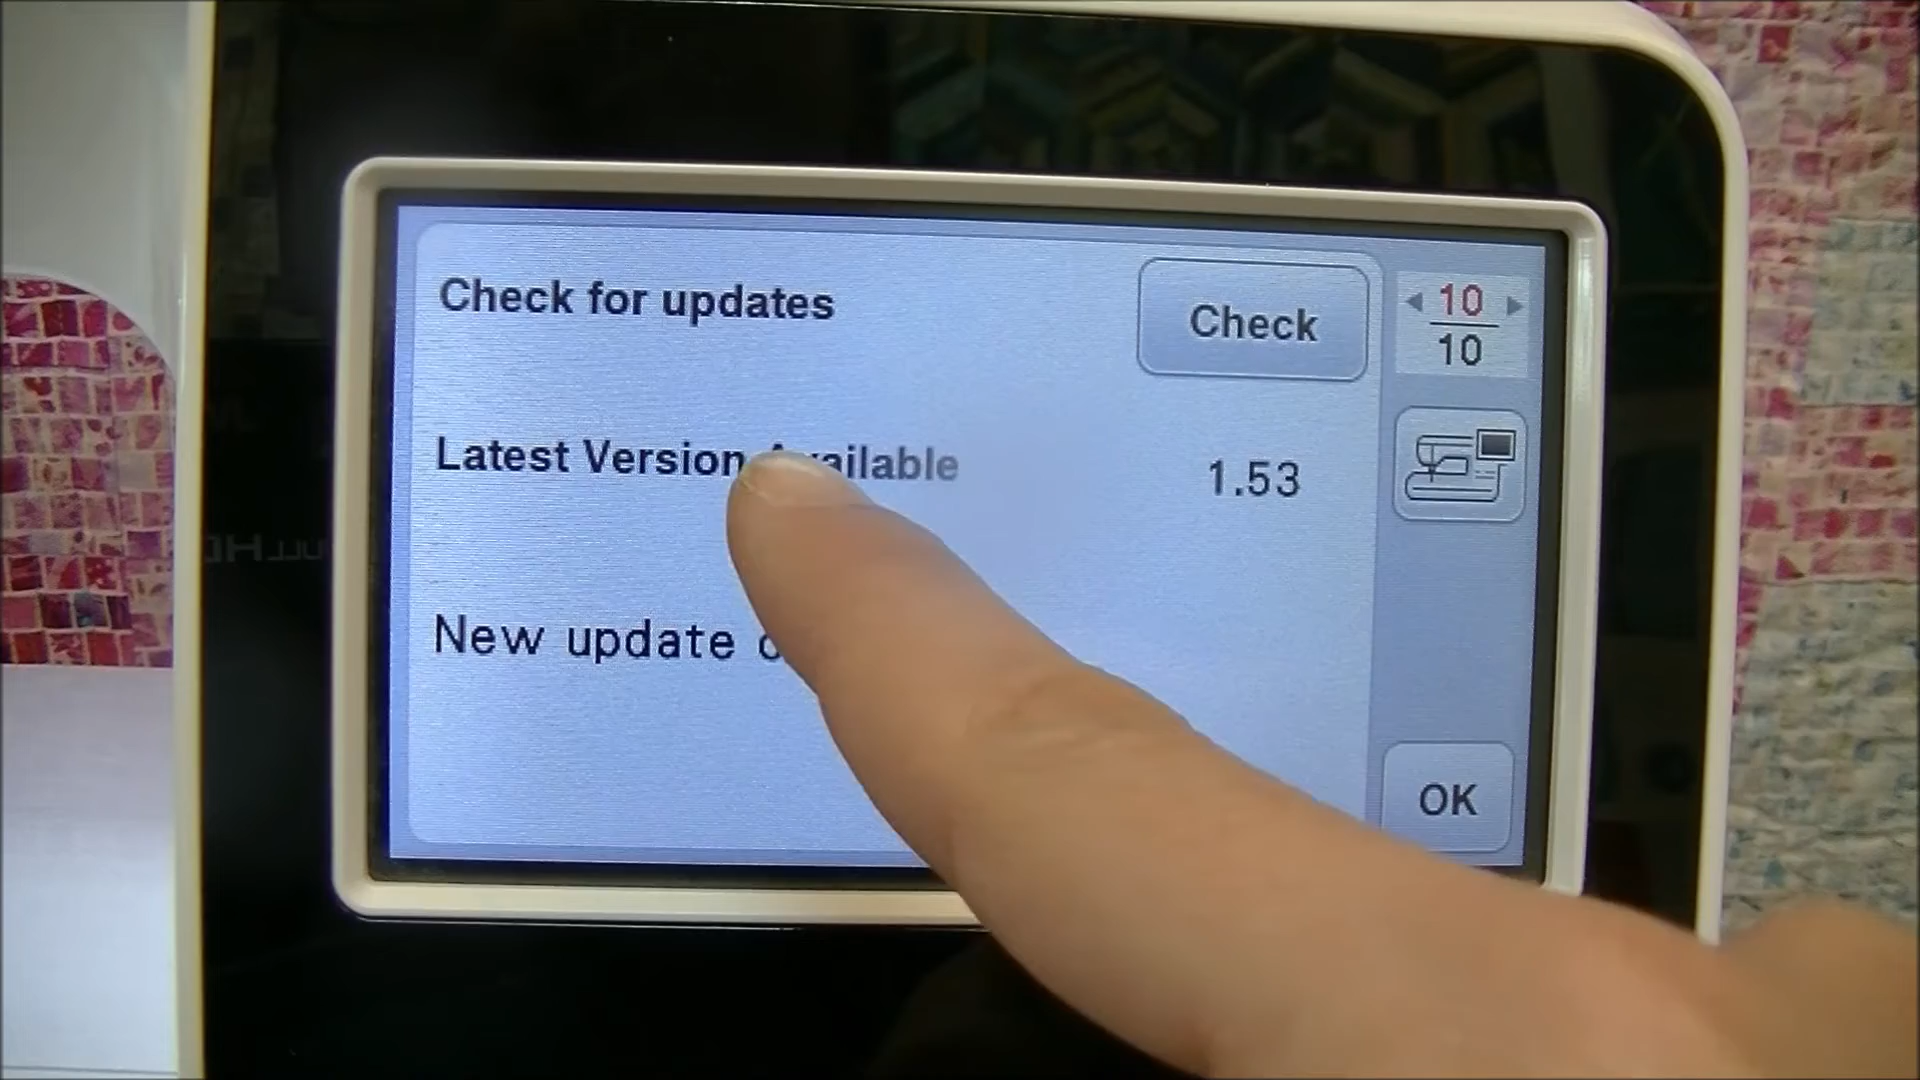 Check for updates
Check
10
10
Latest Version Available
1.53
New update
OK